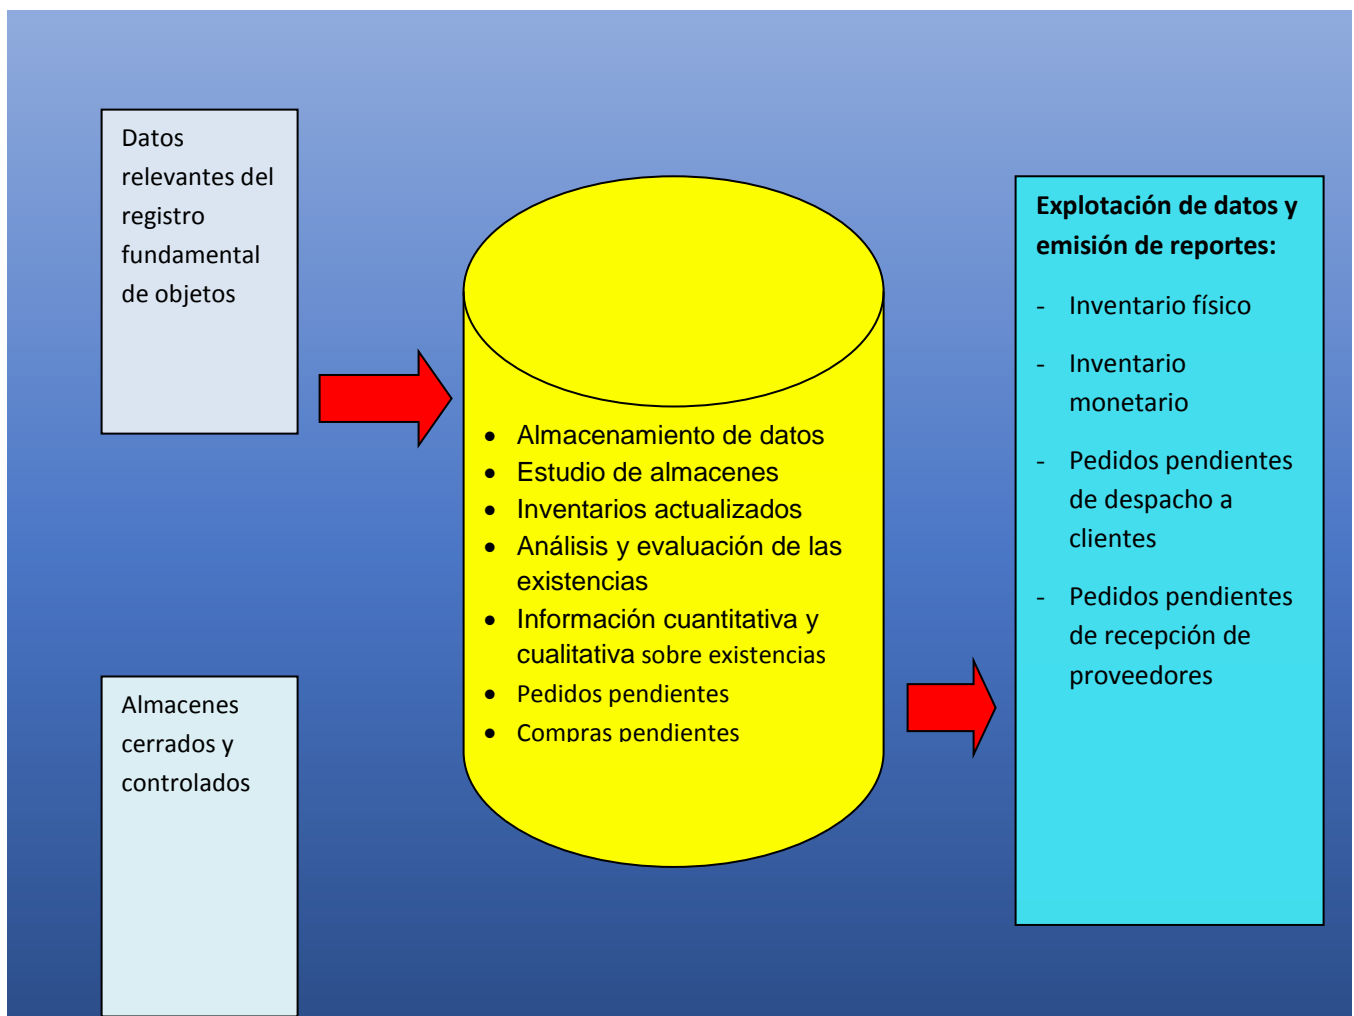 Datos
relevantes del
registro
fundamental
de objetos
Almacenes
cerrados y
controlados
• Almacenamiento de datos
• Estudio de almacenes
• Inventarios actualizados
• Análisis y evaluación de las
existencias
• Información cuantitativa y
cualitativa sobre existencias
• Pedidos pendientes
• Compras pendientes
Explotación de datos y
emisión de reportes:
- Inventario físico
- Inventario
monetario
- Pedidos pendientes
de despacho a
clientes
- Pedidos pendientes
de recepción de
proveedores